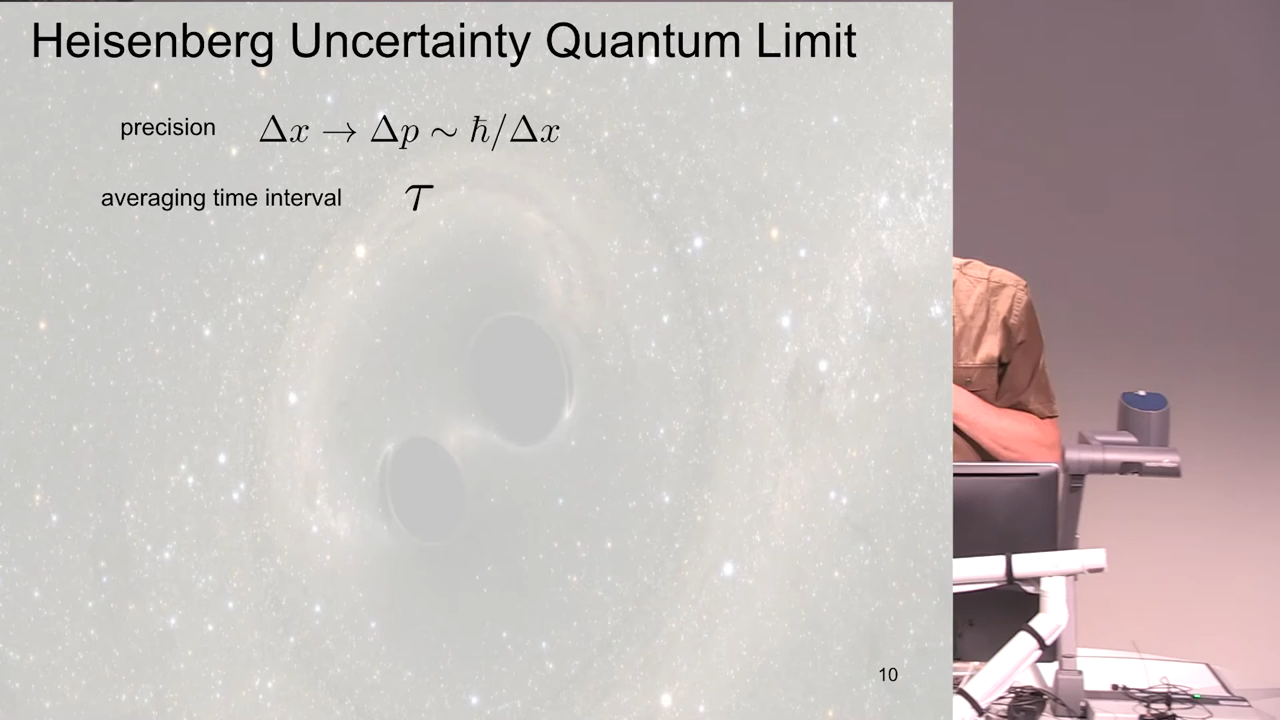 Heisenberg Uncertainty Quantum Limit
precision Δx → Δp ∼ ħ/Δx
averaging time interval τ
10